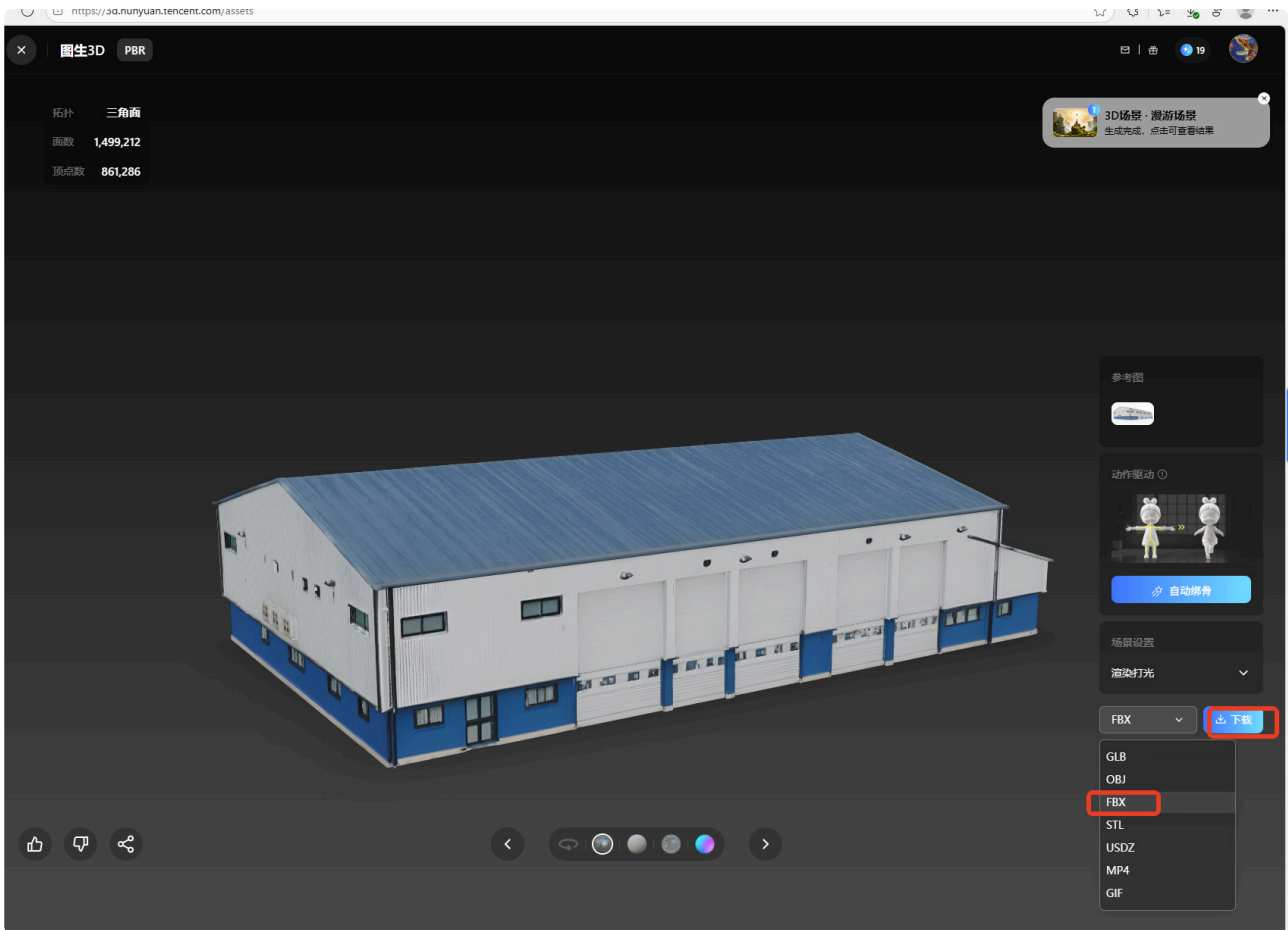 https://3d.hunyuan.tencent.com/assets
图生3D PBR
19
拓扑 三角面
面数 1,499,212
顶点数 861,286
1
3D场景 · 漫游场景
生成完成，点击可查看结果
参考图
动作驱动
自动绑骨
场景设置
渲染打光
FBX 下载
GLB
OBJ
FBX
STL
USDZ
MP4
GIF